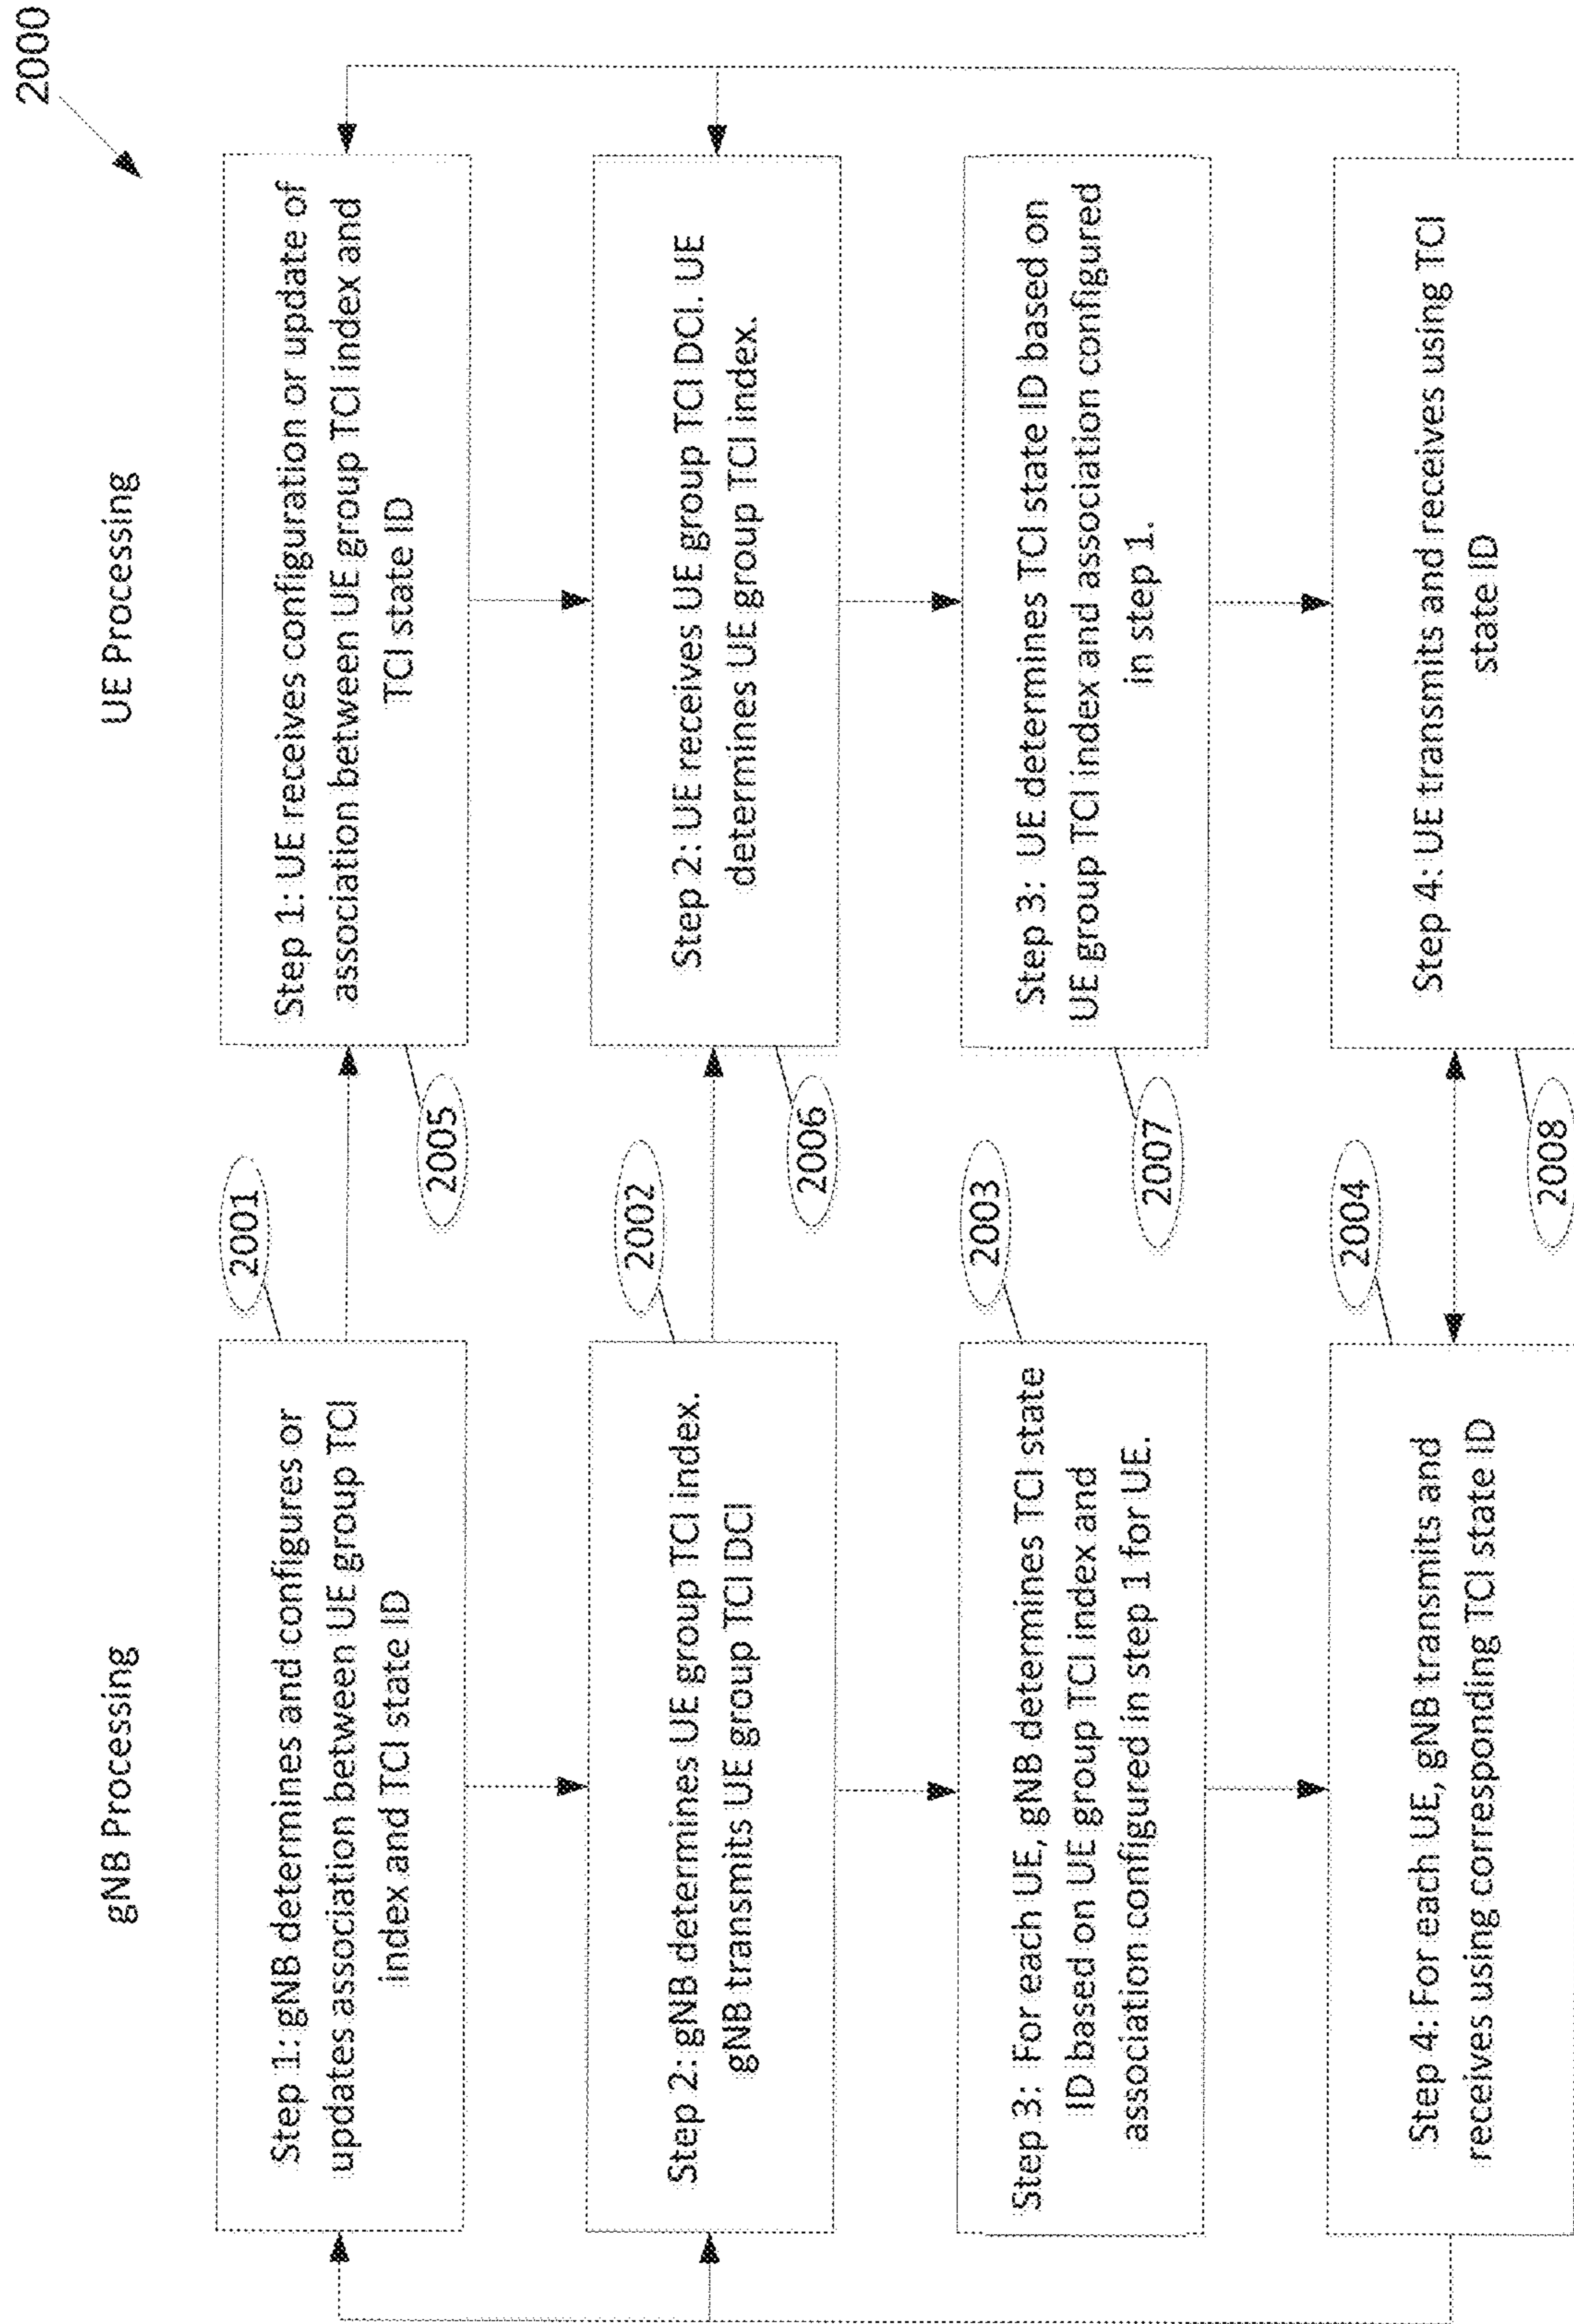 2000
gNB Processing
UE Processing
Step 1: gNB determines and configures or
updates association between UE group TCI
index and TCI state ID
2001
Step 1: UE receives configuration or update of
association between UE group TCI index and
TCI state ID
2005
Step 2: gNB determines UE group TCI index.
gNB transmits UE group TCI DCI
2002
Step 2: UE receives UE group TCI DCI. UE
determines UE group TCI index.
2006
Step 3: For each UE, gNB determines TCI state
ID based on UE group TCI index and
association configured in step 1 for UE.
2003
Step 3: UE determines TCI state ID based on
UE group TCI index and association configured
in step 1.
2007
Step 4: For each UE, gNB transmits and
receives using corresponding TCI state ID
2004
Step 4: UE transmits and receives using TCI
state ID
2008